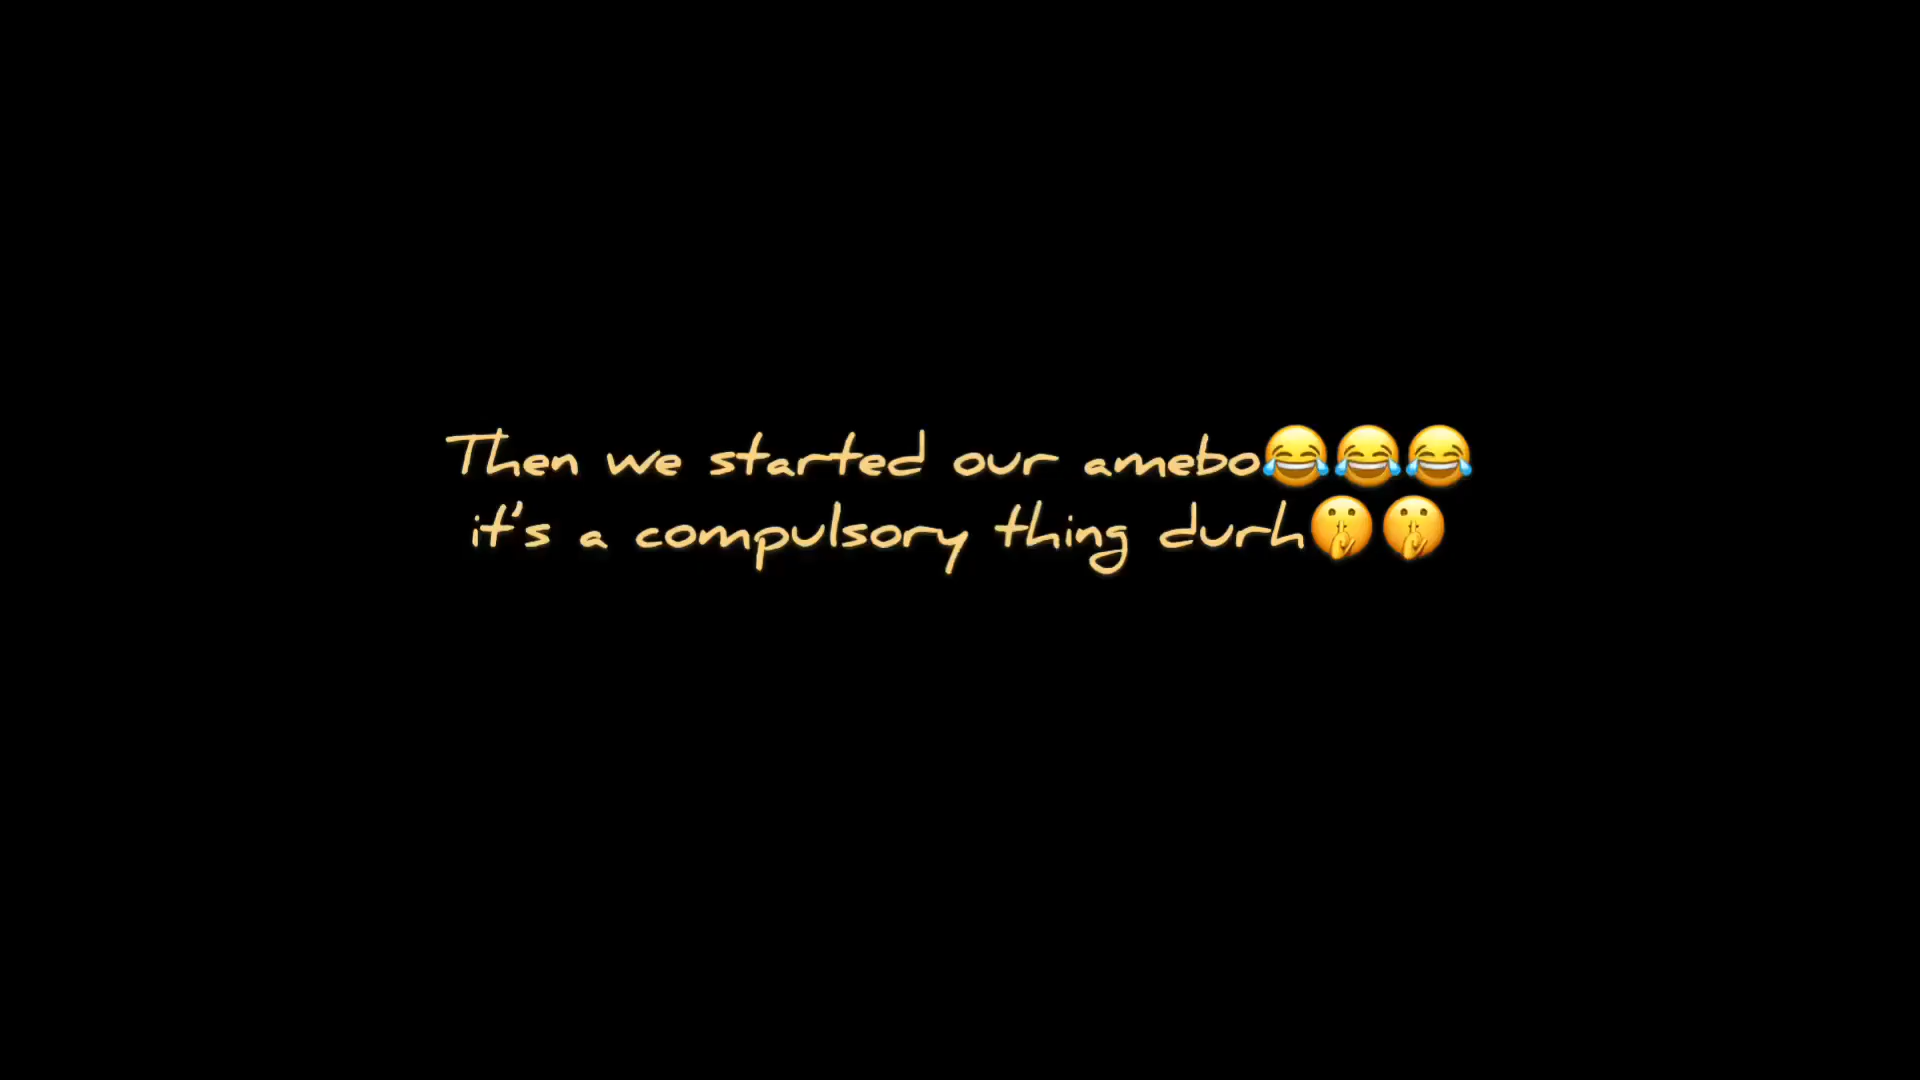 Then we started our amebo😂😂😂
it's a compulsory thing durh🤫🤫